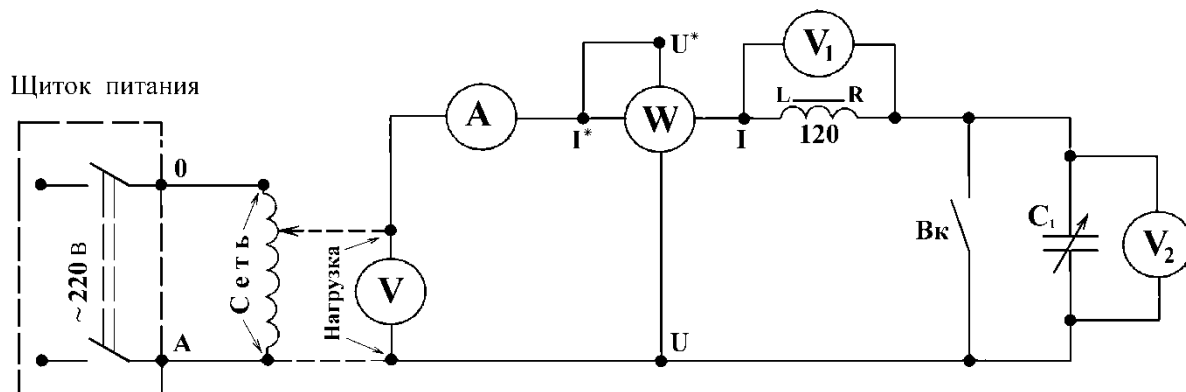 Щиток питания
0
A
~220 В
Сеть
Нагрузка
V
A
I*
U*
W
U
I
V₁
L R
120
Вк
C₁
V₂